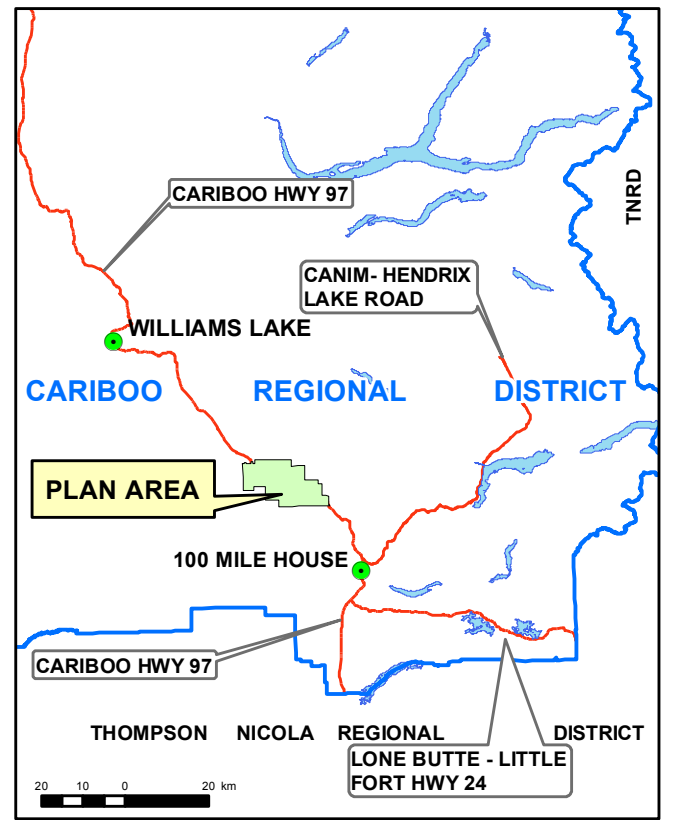 CARIBOO HWY 97
TNRD
CANIM- HENDRIX
LAKE ROAD
WILLIAMS LAKE
CARIBOO REGIONAL DISTRICT
PLAN AREA
100 MILE HOUSE
CARIBOO HWY 97
THOMPSON NICOLA REGIONAL DISTRICT
LONE BUTTE - LITTLE
FORT HWY 24
20 10 0 20 km